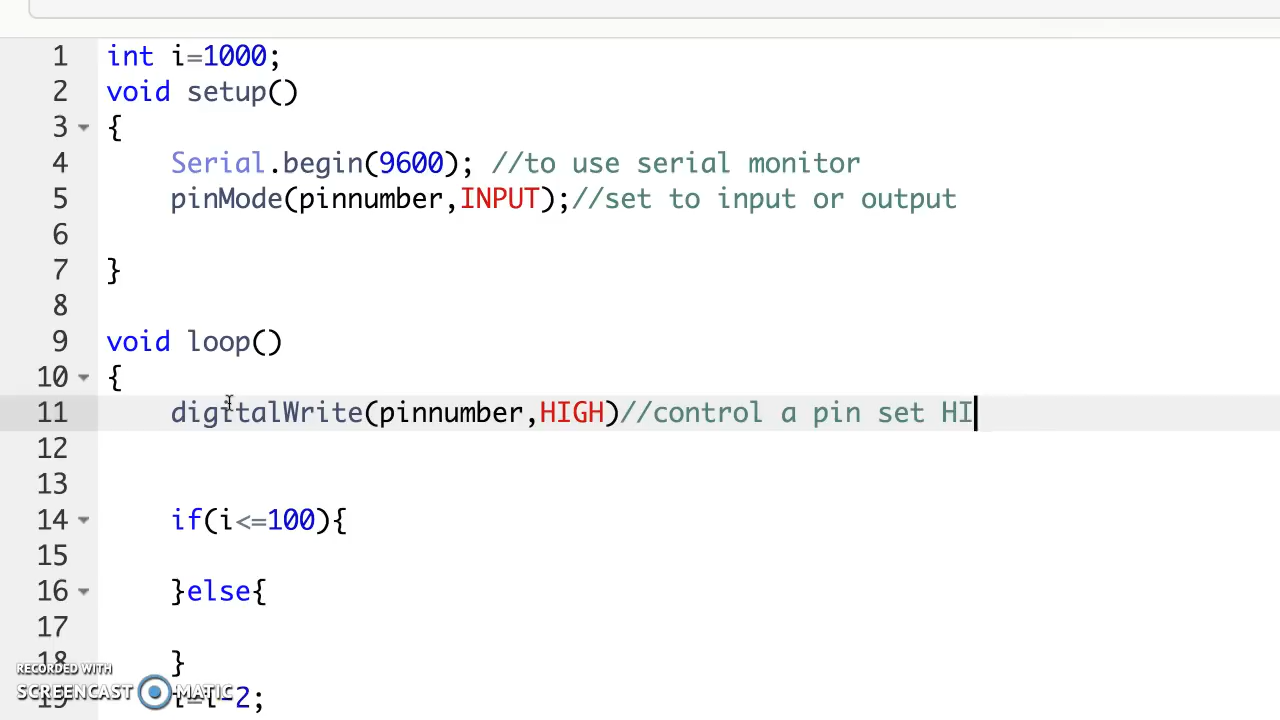 1 int i=1000;
2 void setup()
3 {
4 Serial.begin(9600); //to use serial monitor
5 pinMode(pinnumber,INPUT);//set to input or output
6
7 }
8
9 void loop()
10 {
11 digitalWrite(pinnumber,HIGH)//control a pin set HI
12
13
14 if(i<=100){
15
16 }else{
17
18 }
RECORDED WITH
SCREENCAST MATIC
19 i=i-2;